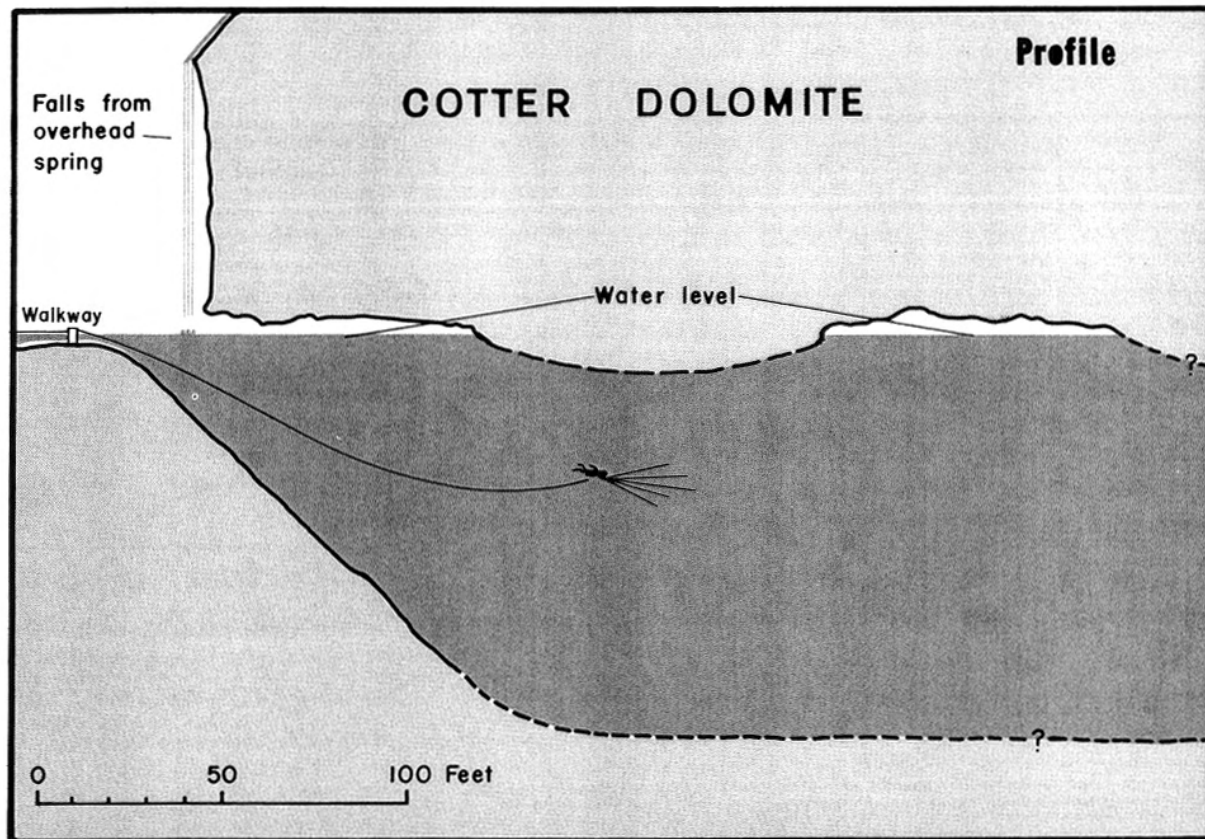 Profile
COTTER DOLOMITE
Falls from
overhead
spring
Water level
Walkway
?
?
0 50 100 Feet